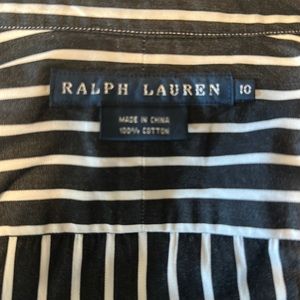 RALPH LAUREN 10
MADE IN CHINA
100% COTTON